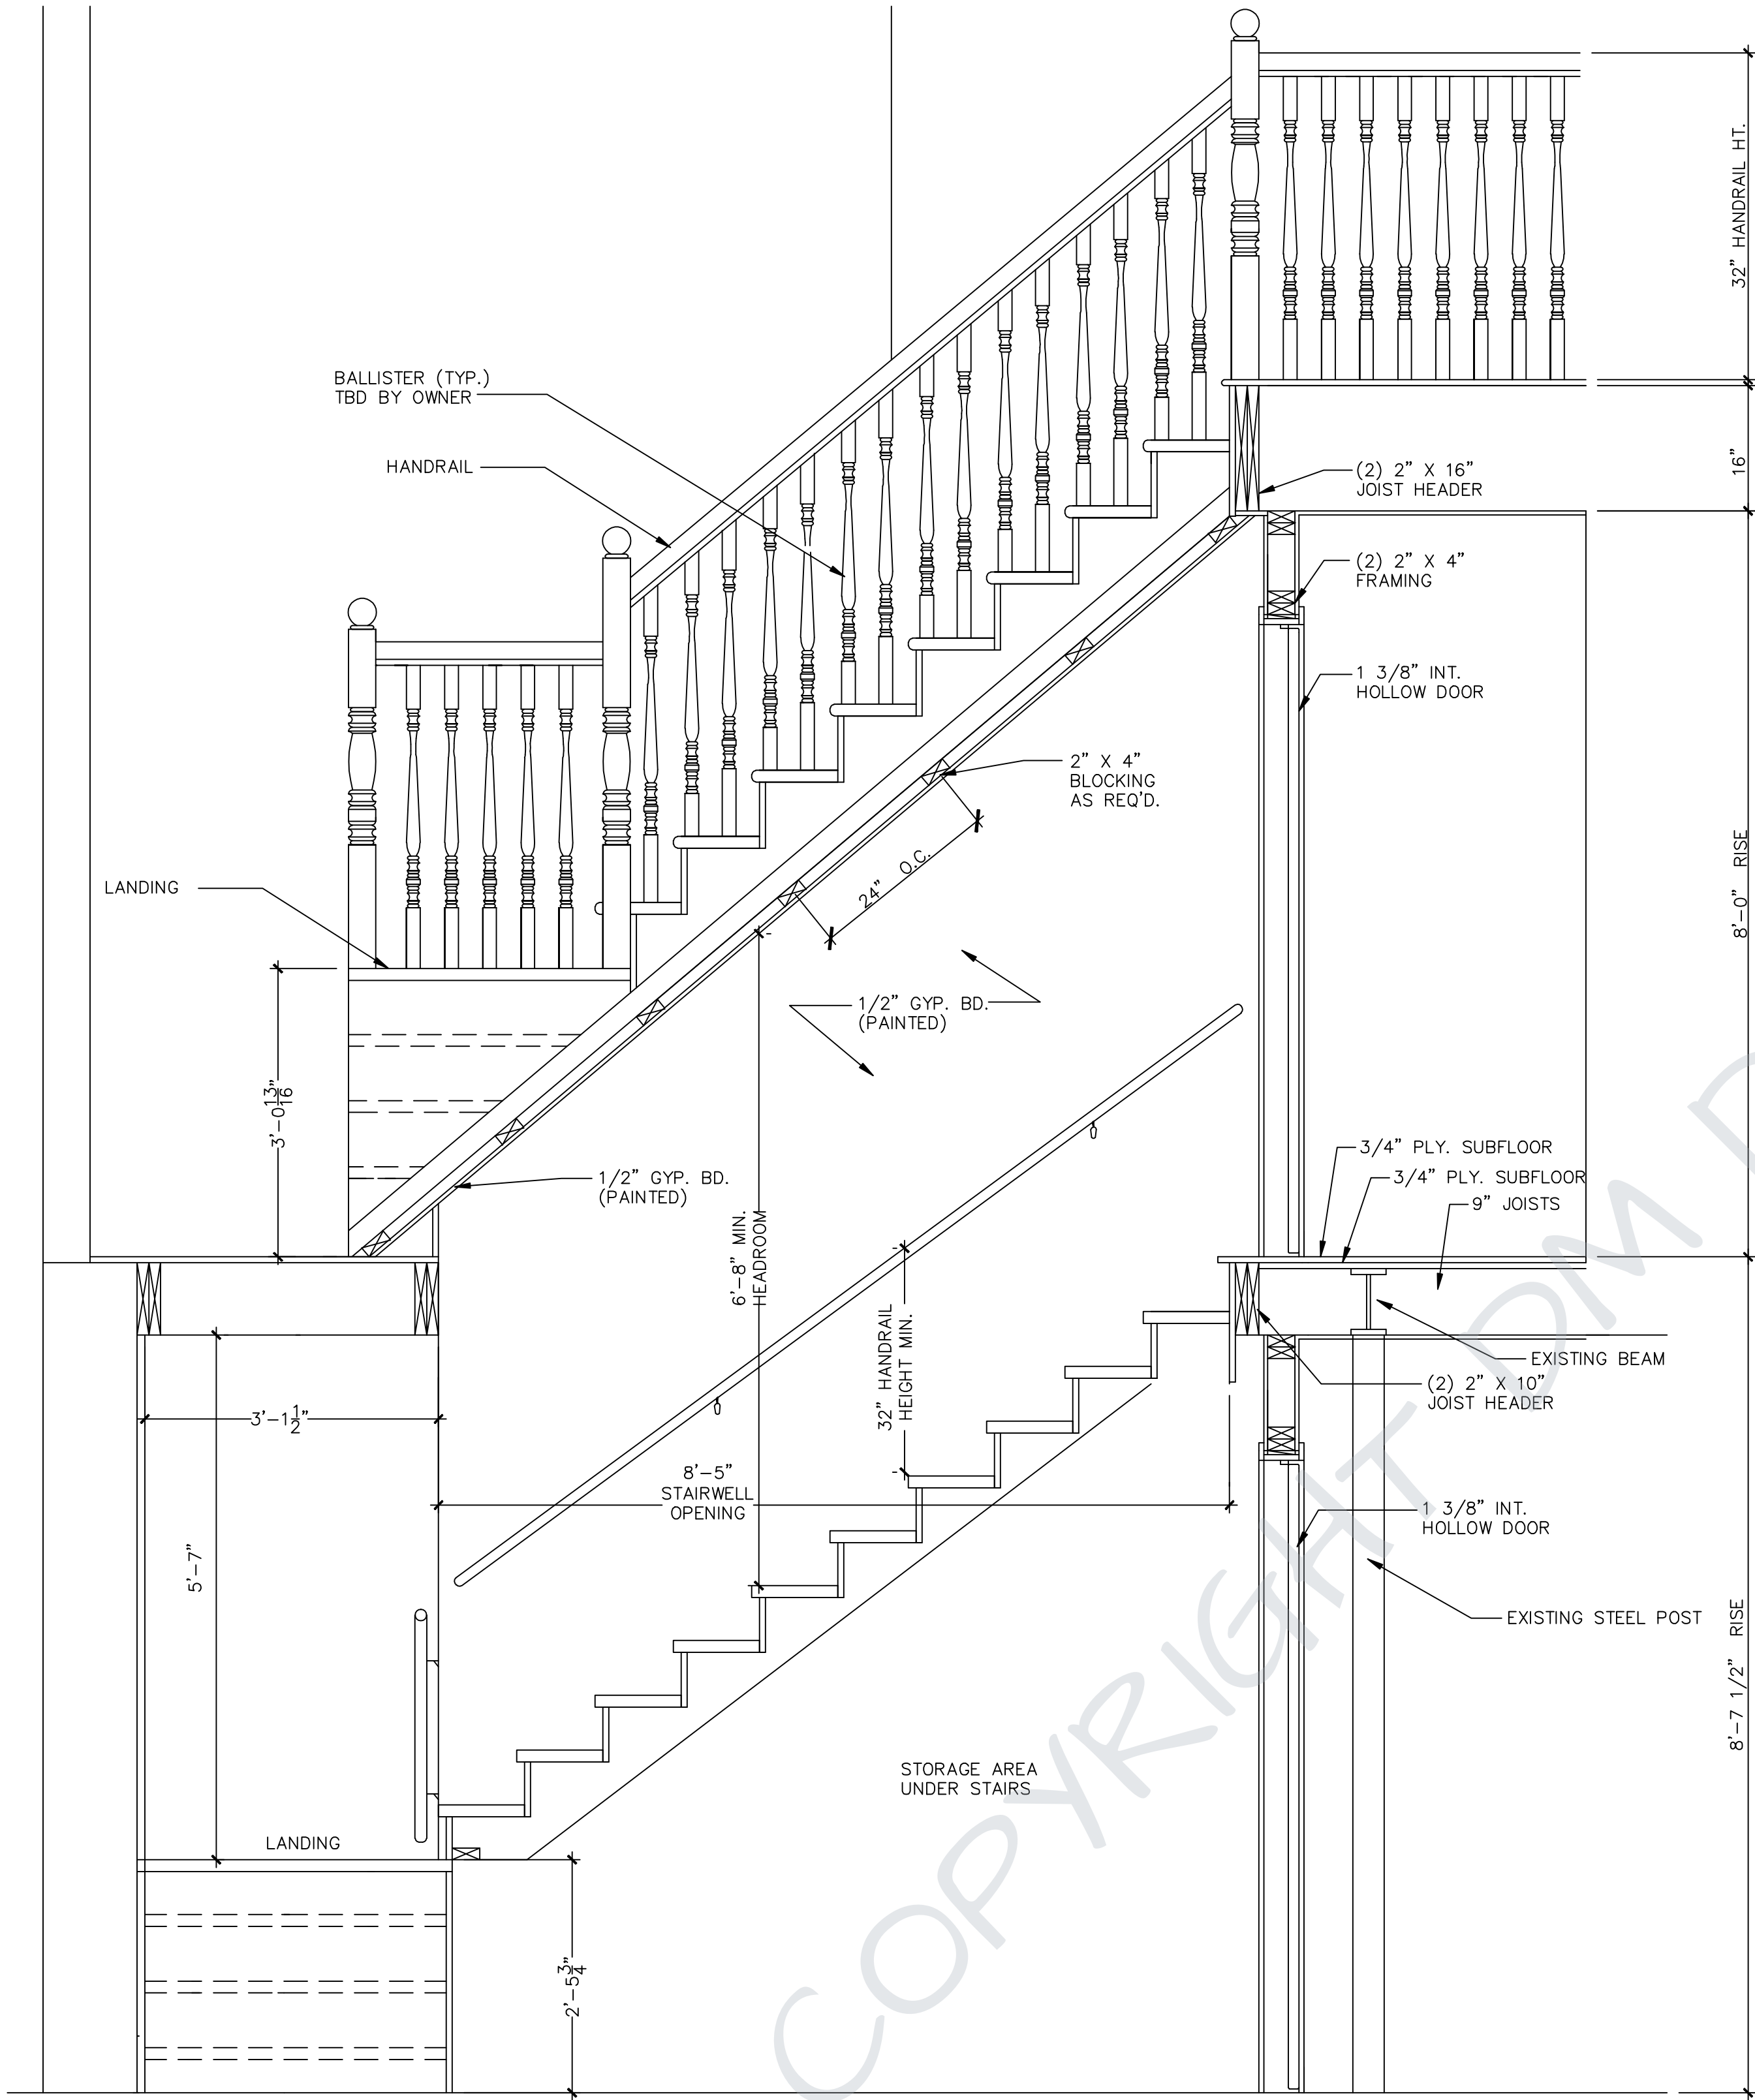 32" HANDRAIL HT.
BALLISTER (TYP.)
TBD BY OWNER
HANDRAIL
(2) 2" X 16"
JOIST HEADER
16"
(2) 2" X 4"
FRAMING
1 3/8" INT.
HOLLOW DOOR
2" X 4"
BLOCKING
AS REQ'D.
24" O.C.
8'-0" RISE
LANDING
1/2" GYP. BD.
(PAINTED)
3'-0 13/16"
1/2" GYP. BD.
(PAINTED)
3/4" PLY. SUBFLOOR
3/4" PLY. SUBFLOOR
9" JOISTS
6'-8" MIN.
HEADROOM
32" HANDRAIL
HEIGHT MIN.
EXISTING BEAM
(2) 2" X 10"
JOIST HEADER
3'-1 1/2"
8'-5"
STAIRWELL
OPENING
1 3/8" INT.
HOLLOW DOOR
5'-7"
EXISTING STEEL POST
8'-7 1/2" RISE
STORAGE AREA
UNDER STAIRS
LANDING
2'-5 3/4"
COPYRIGHT DM D